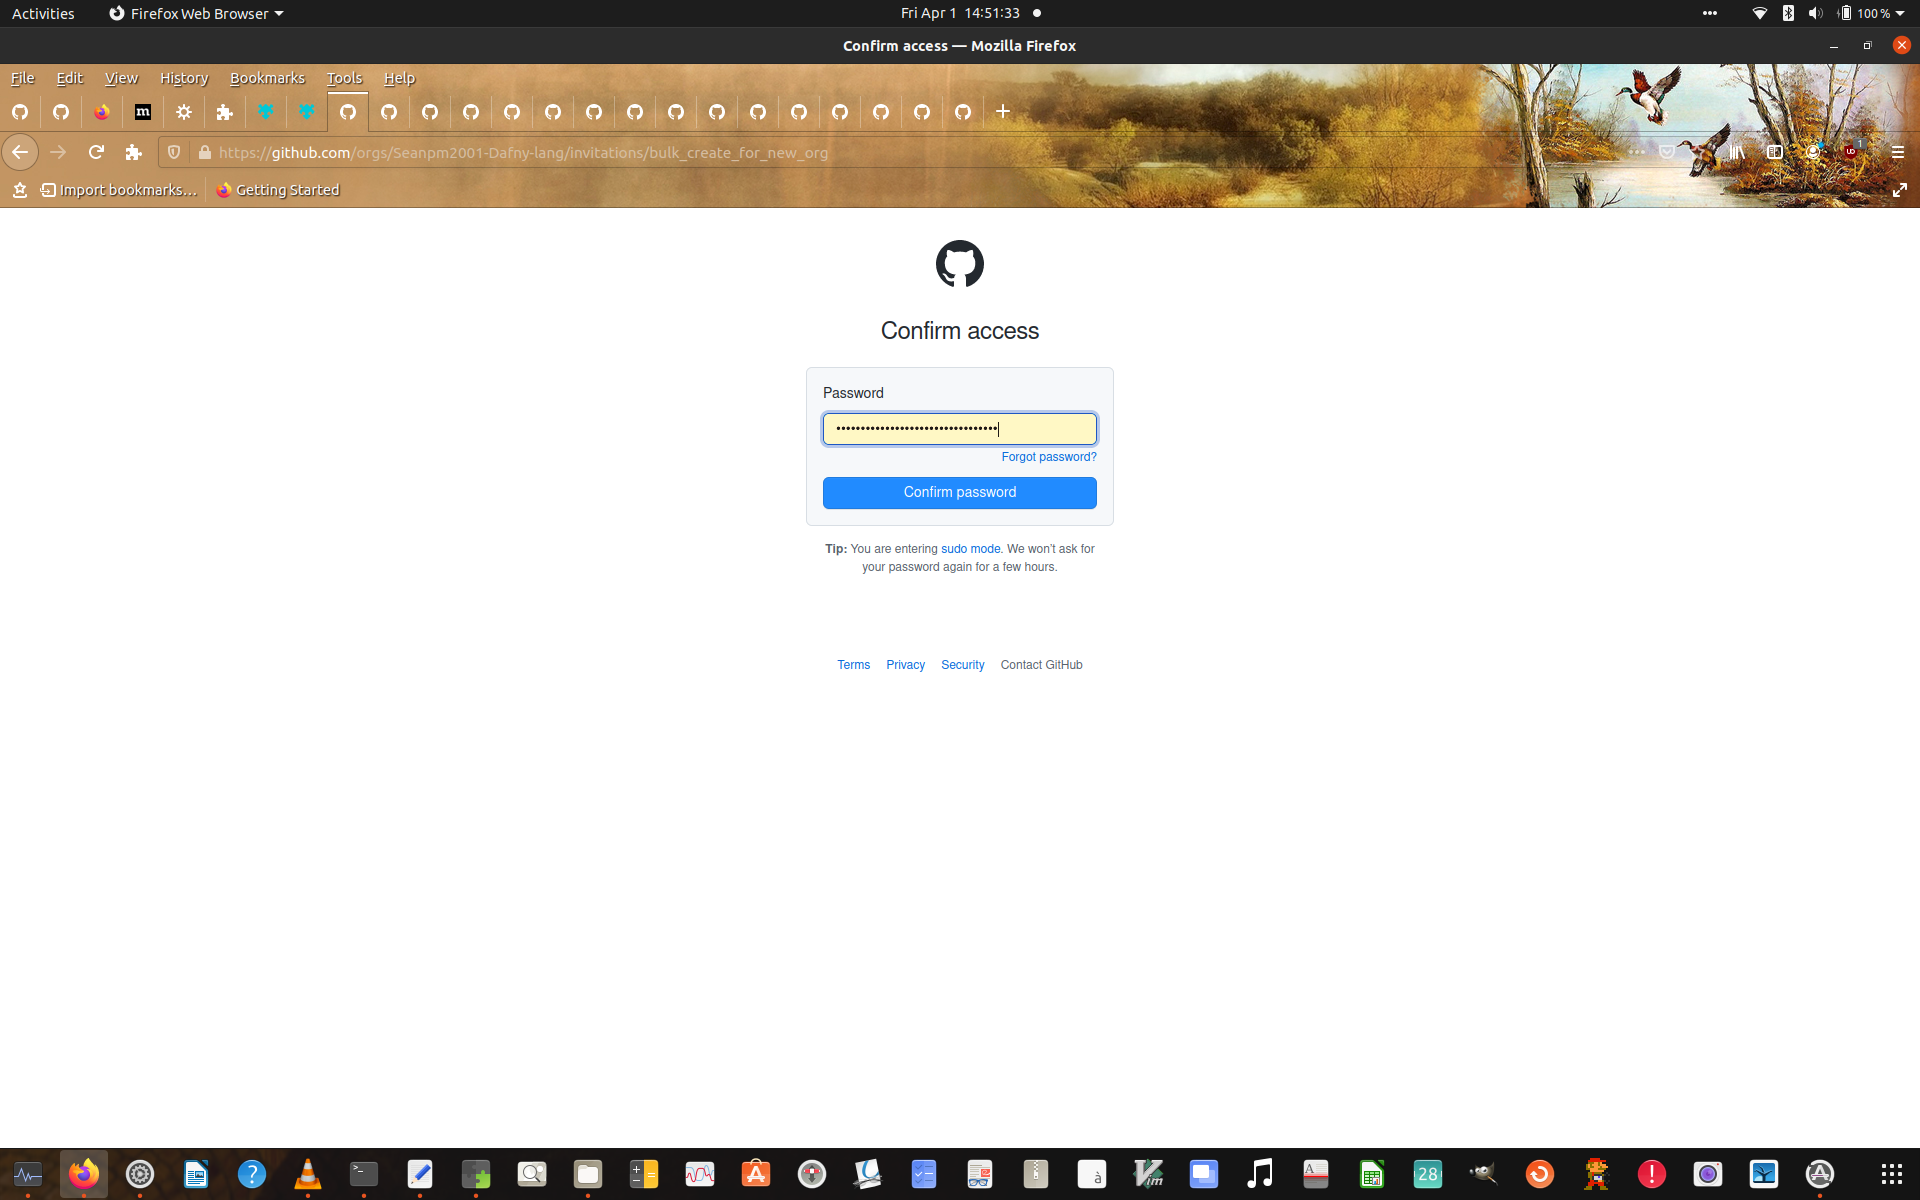 Activities
Firefox Web Browser
Fri Apr 1 14:51:33
100 %
Confirm access — Mozilla Firefox
File Edit View History Bookmarks Tools Help
m
https://github.com/orgs/Seanpm2001-Dafny-lang/invitations/bulk_create_for_new_org
1
Import bookmarks...
Getting Started
Confirm access
Password
••••••••••••••••••••••••••••••••••
Forgot password?
Confirm password
Tip: You are entering sudo mode. We won't ask for
your password again for a few hours.
Terms Privacy Security Contact GitHub
28